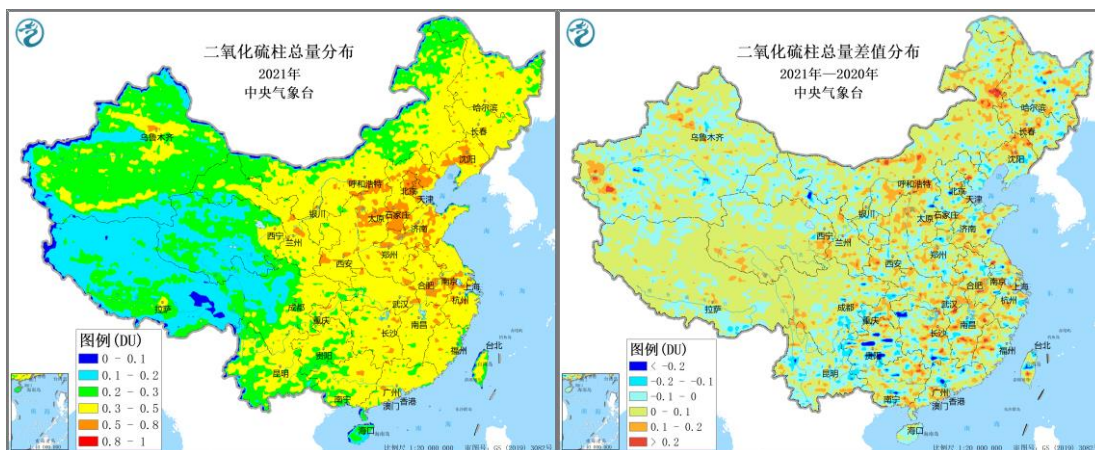 二氧化硫柱总量分布
2021年
中央气象台
哈尔滨
长春
乌鲁木齐
沈阳
呼和浩特
北京
天津
银川
太原
石家庄
济南
西宁
兰州
西安
郑州
合肥
南京
上海
武汉
杭州
拉萨
成都
重庆
长沙
南昌
贵阳
福州
台北
昆明
南宁
广州
香港
澳门
海口
图例(DU)
0 - 0.1
0.1 - 0.2
0.2 - 0.3
0.3 - 0.5
0.5 - 0.8
0.8 - 1
二氧化硫柱总量差值分布
2021年—2020年
中央气象台
哈尔滨
长春
乌鲁木齐
沈阳
呼和浩特
北京
天津
银川
太原
石家庄
济南
西宁
兰州
西安
郑州
合肥
南京
上海
武汉
杭州
拉萨
成都
重庆
长沙
南昌
贵阳
福州
台北
昆明
南宁
广州
香港
澳门
海口
图例(DU)
< -0.2
-0.2 - -0.1
-0.1 - 0
0 - 0.1
0.1 - 0.2
> 0.2